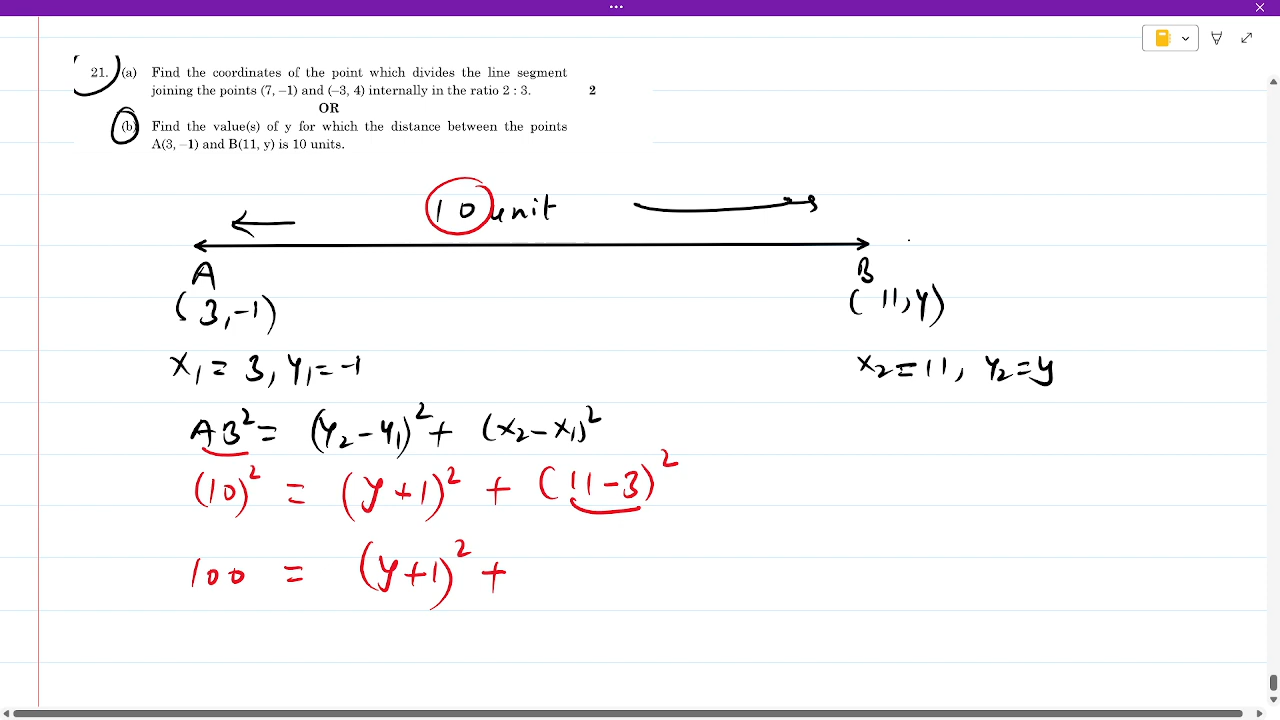 21. (a) Find the coordinates of the point which divides the line segment
joining the points (7, –1) and (–3, 4) internally in the ratio 2 : 3. 2
OR
(b) Find the value(s) of y for which the distance between the points
A(3, –1) and B(11, y) is 10 units.
10 unit
A B
(3,-1) (11,y)
x₁ = 3, y₁ = -1 x₂ = 11, y₂ = y
AB² = (y₂ - y₁)² + (x₂ - x₁)²
(10)² = (y+1)² + (11-3)²
100 = (y+1)² +